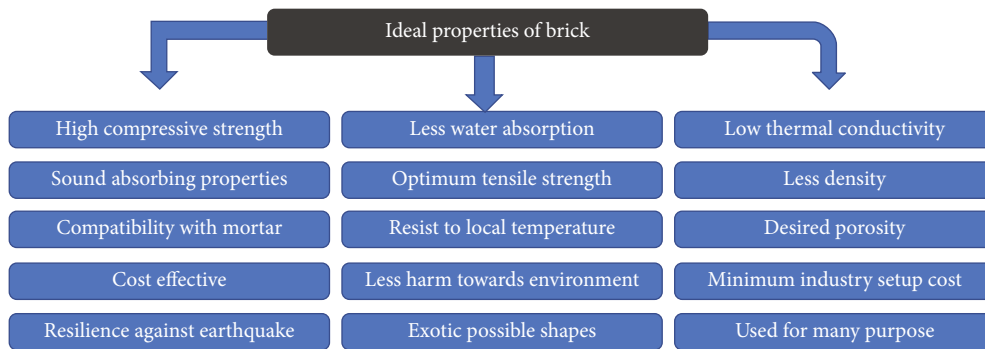 Ideal properties of brick
High compressive strength
Less water absorption
Low thermal conductivity
Sound absorbing properties
Optimum tensile strength
Less density
Compatibility with mortar
Resist to local temperature
Desired porosity
Cost effective
Less harm towards environment
Minimum industry setup cost
Resilience against earthquake
Exotic possible shapes
Used for many purpose